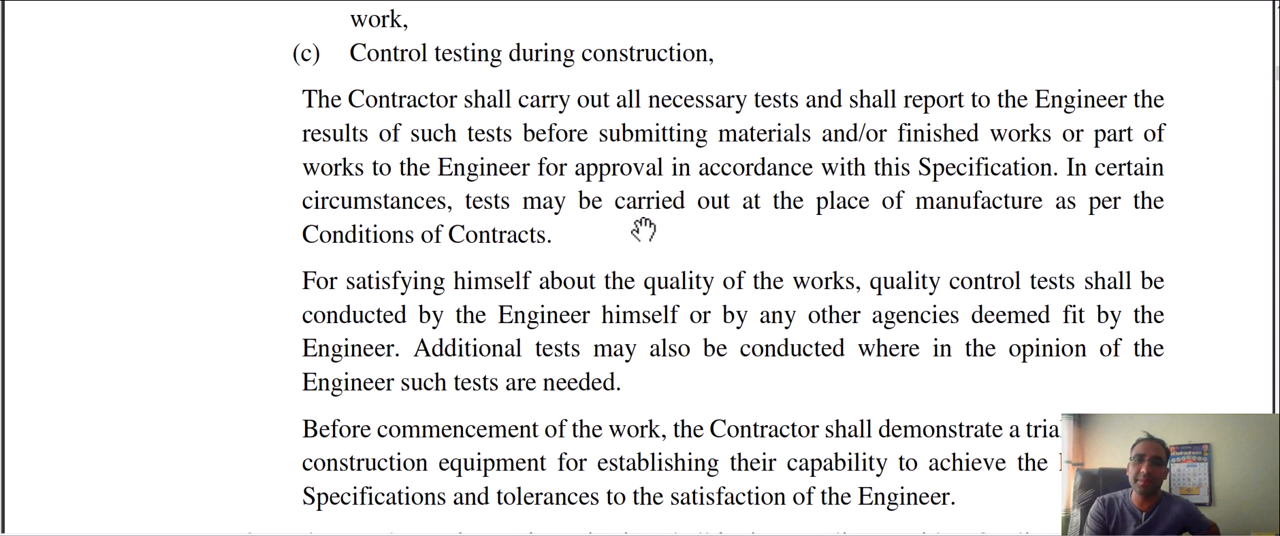 work,
(c) Control testing during construction,
The Contractor shall carry out all necessary tests and shall report to the Engineer the
results of such tests before submitting materials and/or finished works or part of
works to the Engineer for approval in accordance with this Specification. In certain
circumstances, tests may be carried out at the place of manufacture as per the
Conditions of Contracts.
For satisfying himself about the quality of the works, quality control tests shall be
conducted by the Engineer himself or by any other agencies deemed fit by the
Engineer. Additional tests may also be conducted where in the opinion of the
Engineer such tests are needed.
Before commencement of the work, the Contractor shall demonstrate a
construction equipment for establishing their capability to achieve the
Specifications and tolerances to the satisfaction of the Engineer.